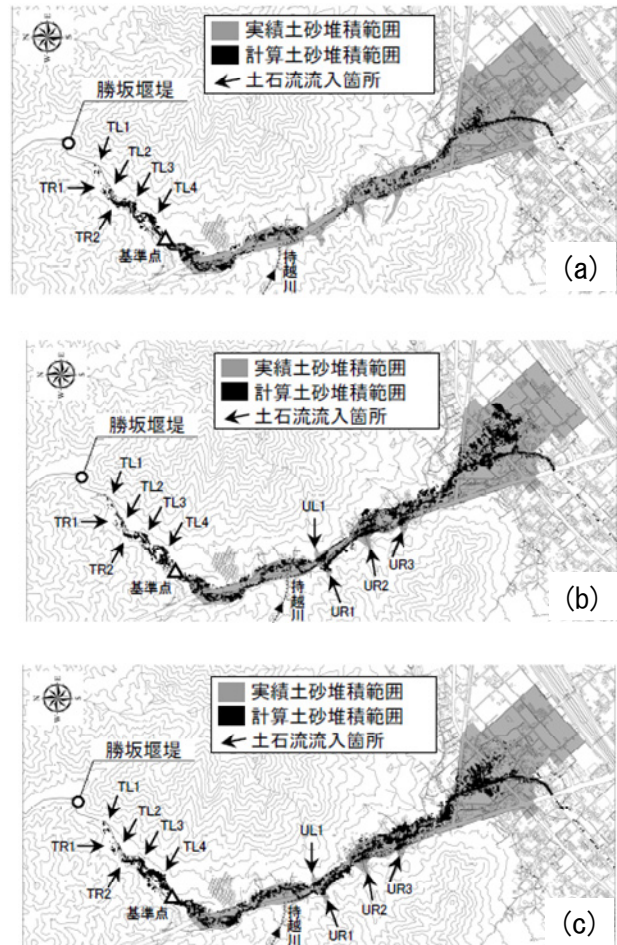 実績土砂堆積範囲
計算土砂堆積範囲
土石流流入箇所
勝坂堰堤
TL1
TL2
TL3
TL4
TR1
TR2
基準点
持越川
(a)
実績土砂堆積範囲
計算土砂堆積範囲
土石流流入箇所
勝坂堰堤
TL1
TL2
TL3
TL4
TR1
TR2
基準点
持越川
UL1
UR1
UR2
UR3
(b)
実績土砂堆積範囲
計算土砂堆積範囲
土石流流入箇所
勝坂堰堤
TL1
TL2
TL3
TL4
TR1
TR2
基準点
持越川
UL1
UR1
UR2
UR3
(c)